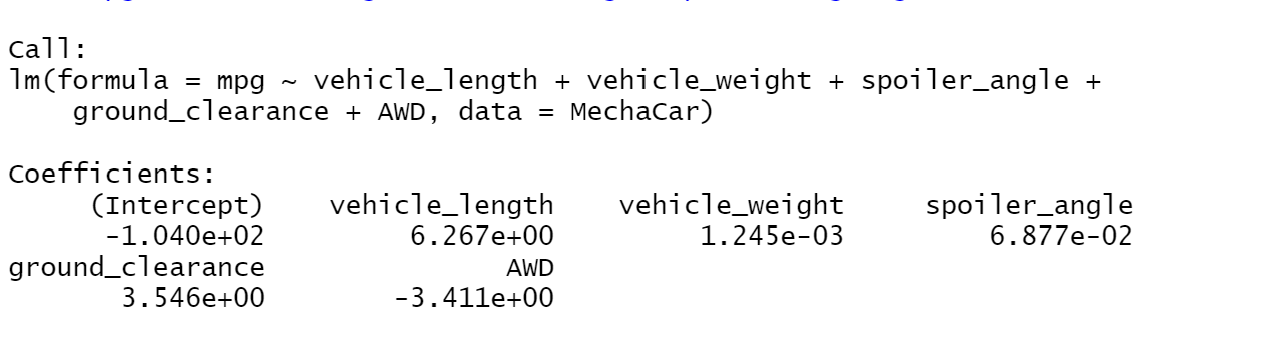 Call:
lm(formula = mpg ~ vehicle_length + vehicle_weight + spoiler_angle +
    ground_clearance + AWD, data = MechaCar)

Coefficients:
     (Intercept)    vehicle_length    vehicle_weight     spoiler_angle
      -1.040e+02         6.267e+00         1.245e-03         6.877e-02
ground_clearance               AWD
       3.546e+00        -3.411e+00